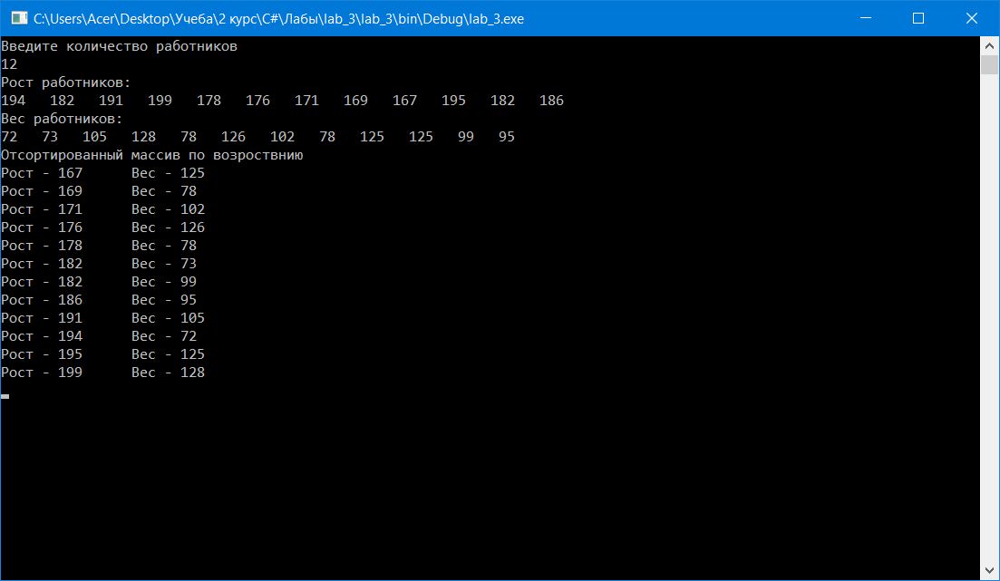 C:\Users\Acer\Desktop\Учеба\2 курс\C#\Лабы\lab_3\lab_3\bin\Debug\lab_3.exe
Введите количество работников
12
Рост работников:
194   182   191   199   178   176   171   169   167   195   182   186
Вес работников:
72   73   105   128   78   126   102   78   125   125   99   95
Отсортированный массив по возроствнию
Рост - 167      Вес - 125
Рост - 169      Вес - 78
Рост - 171      Вес - 102
Рост - 176      Вес - 126
Рост - 178      Вес - 78
Рост - 182      Вес - 73
Рост - 182      Вес - 99
Рост - 186      Вес - 95
Рост - 191      Вес - 105
Рост - 194      Вес - 72
Рост - 195      Вес - 125
Рост - 199      Вес - 128